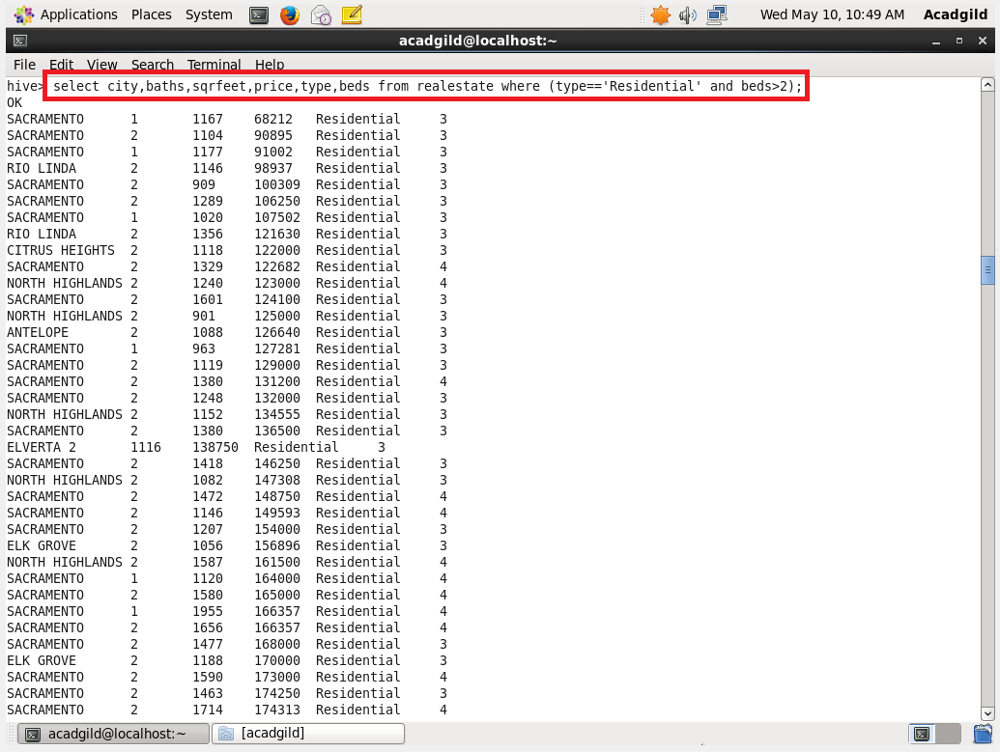 Applications Places System Wed May 10, 10:49 AM Acadgild
acadgild@localhost:~
File Edit View Search Terminal Help
hive> select city,baths,sqrfeet,price,type,beds from realestate where (type=='Residential' and beds>2);
OK
SACRAMENTO 1 1167 68212 Residential 3
SACRAMENTO 2 1104 90895 Residential 3
SACRAMENTO 1 1177 91002 Residential 3
RIO LINDA 2 1146 98937 Residential 3
SACRAMENTO 2 909 100309 Residential 3
SACRAMENTO 2 1289 106250 Residential 3
SACRAMENTO 1 1020 107502 Residential 3
RIO LINDA 2 1356 121630 Residential 3
CITRUS HEIGHTS 2 1118 122000 Residential 3
SACRAMENTO 2 1329 122682 Residential 4
NORTH HIGHLANDS 2 1240 123000 Residential 4
SACRAMENTO 2 1601 124100 Residential 3
NORTH HIGHLANDS 2 901 125000 Residential 3
ANTELOPE 2 1088 126640 Residential 3
SACRAMENTO 1 963 127281 Residential 3
SACRAMENTO 2 1119 129000 Residential 3
SACRAMENTO 2 1380 131200 Residential 4
SACRAMENTO 2 1248 132000 Residential 3
NORTH HIGHLANDS 2 1152 134555 Residential 3
SACRAMENTO 2 1380 136500 Residential 3
ELVERTA 2 1116 138750 Residential 3
SACRAMENTO 2 1418 146250 Residential 3
NORTH HIGHLANDS 2 1082 147308 Residential 3
SACRAMENTO 2 1472 148750 Residential 4
SACRAMENTO 2 1146 149593 Residential 4
SACRAMENTO 2 1207 154000 Residential 3
ELK GROVE 2 1056 156896 Residential 3
NORTH HIGHLANDS 2 1587 161500 Residential 4
SACRAMENTO 1 1120 164000 Residential 4
SACRAMENTO 2 1580 165000 Residential 4
SACRAMENTO 1 1955 166357 Residential 4
SACRAMENTO 2 1656 166357 Residential 4
SACRAMENTO 2 1477 168000 Residential 3
ELK GROVE 2 1188 170000 Residential 3
SACRAMENTO 2 1590 173000 Residential 4
SACRAMENTO 2 1463 174250 Residential 3
SACRAMENTO 2 1714 174313 Residential 4
acadgild@localhost:~ [acadgild]